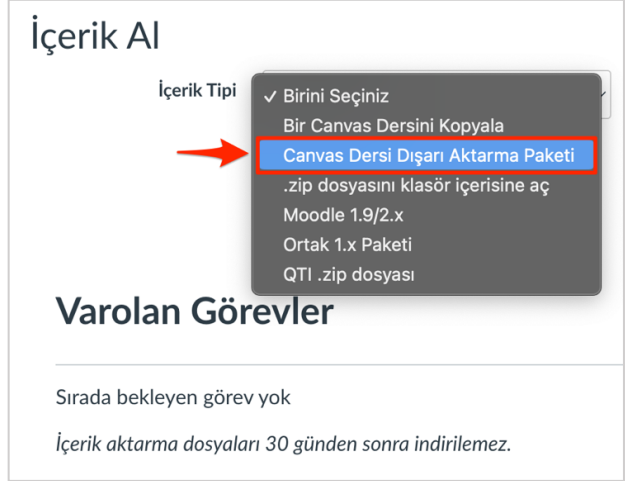 İçerik Al
İçerik Tipi
✓ Birini Seçiniz
Bir Canvas Dersini Kopyala
Canvas Dersi Dışarı Aktarma Paketi
.zip dosyasını klasör içerisine aç
Moodle 1.9/2.x
Ortak 1.x Paketi
QTI .zip dosyası
Varolan Görevler
Sırada bekleyen görev yok
İçerik aktarma dosyaları 30 günden sonra indirilemez.